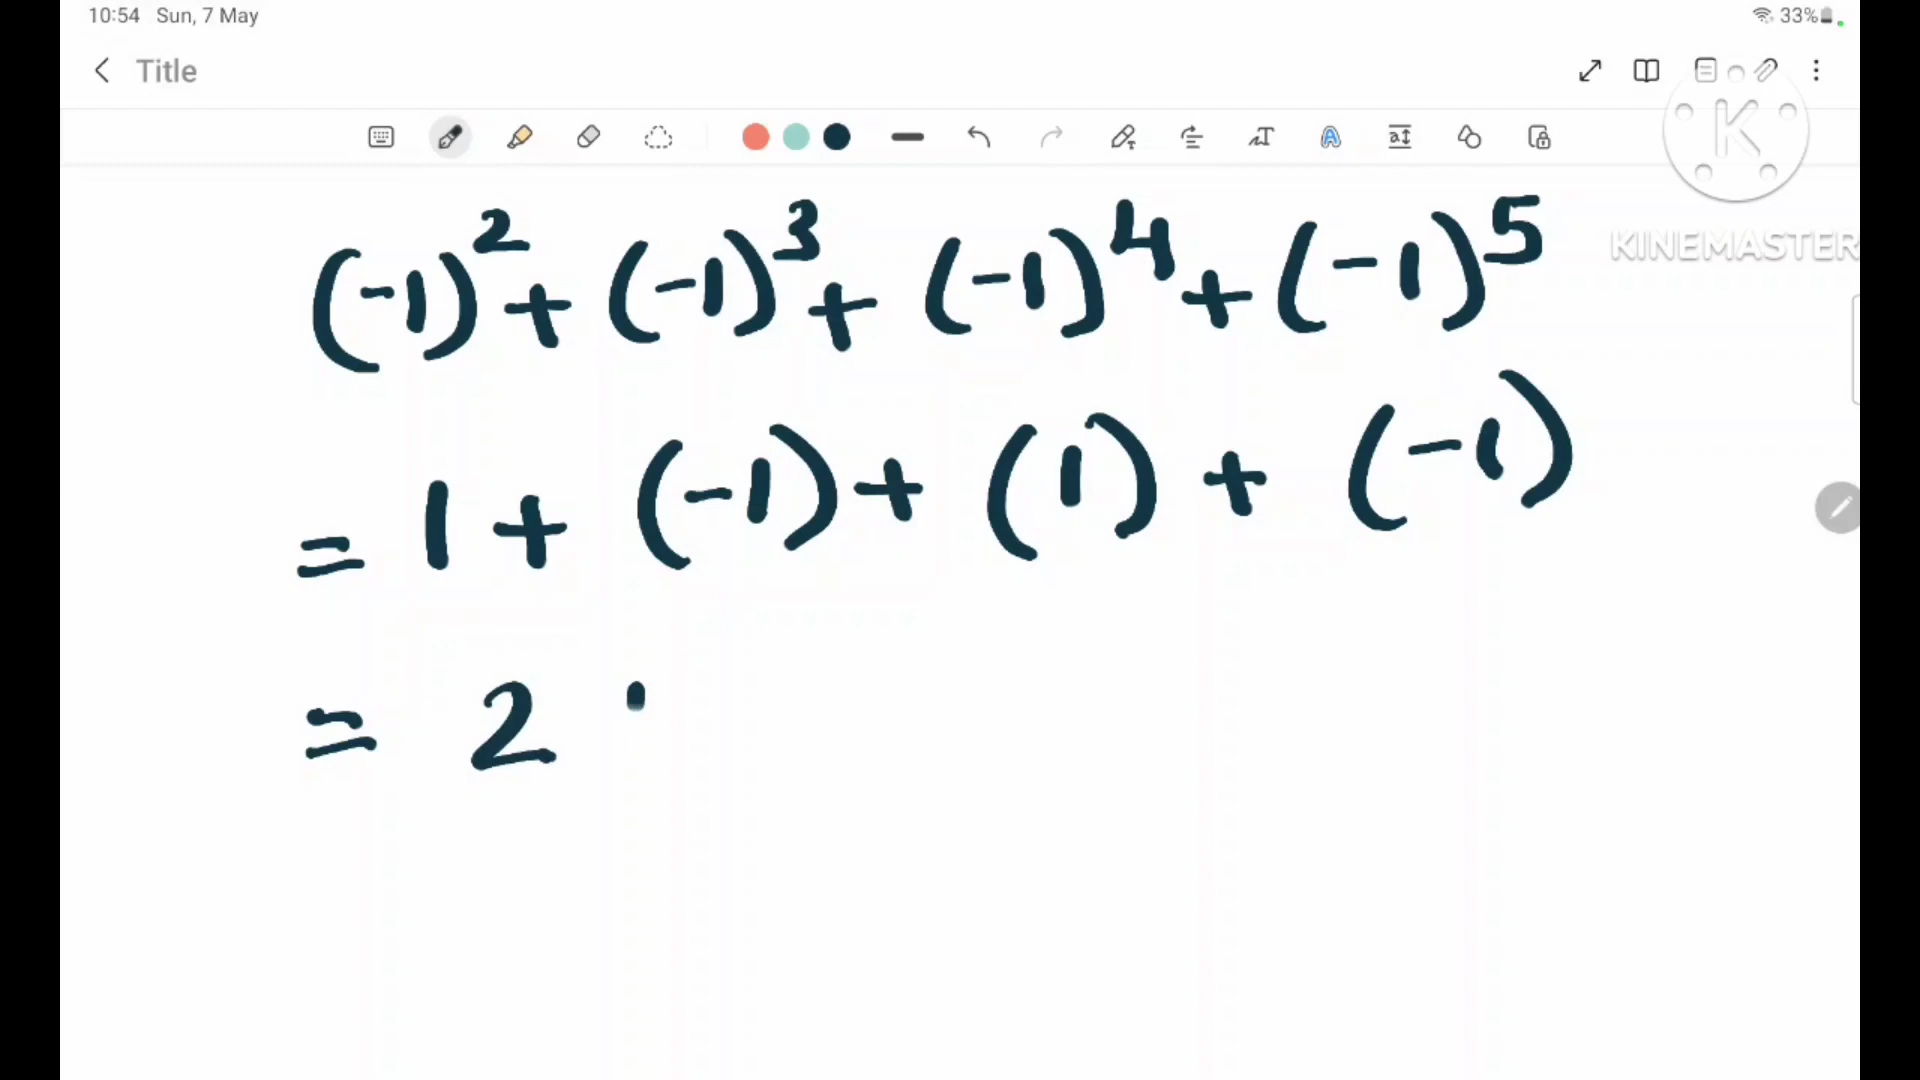 10:54 Sun, 7 May 33%
Title
KINEMASTER
(-1)² + (-1)³ + (-1)⁴ + (-1)⁵
= 1 + (-1) + (1) + (-1)
= 2